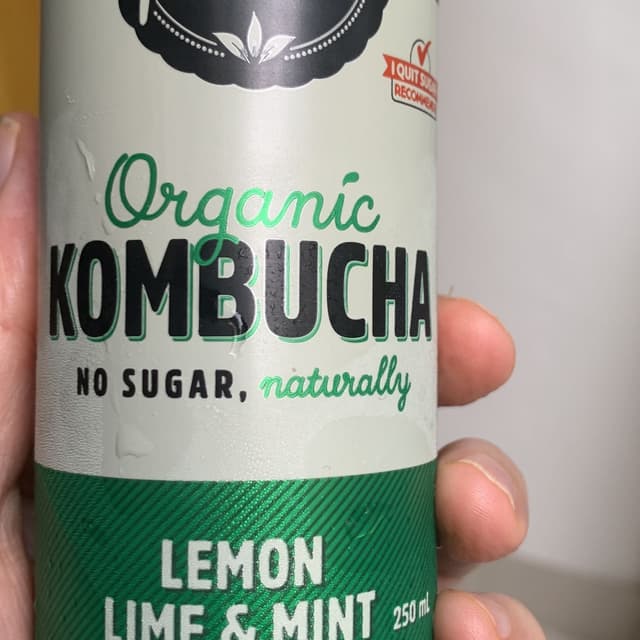 I QUIT SUGAR
RECOMMENDED
Organic
KOMBUCHA
NO SUGAR, naturally
LEMON
LIME & MINT
250 mL